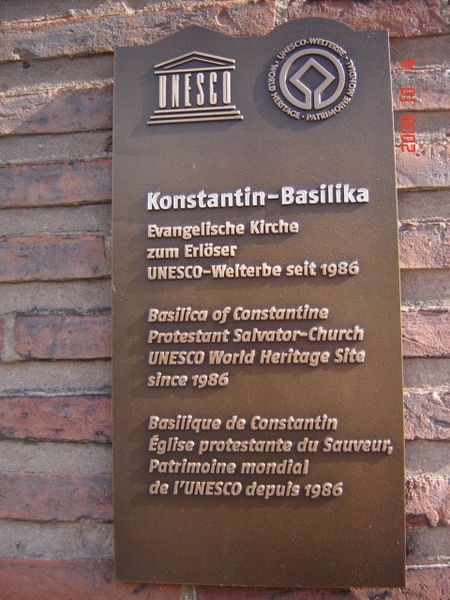 UNESCO
UNESCO-WELTERBE · WORLD HERITAGE · PATRIMOINE MONDIAL
Konstantin-Basilika
Evangelische Kirche
zum Erlöser
UNESCO-Welterbe seit 1986
Basilica of Constantine
Protestant Salvator-Church
UNESCO World Heritage Site
since 1986
Basilique de Constantin
Église protestante du Sauveur,
Patrimoine mondial
de l'UNESCO depuis 1986